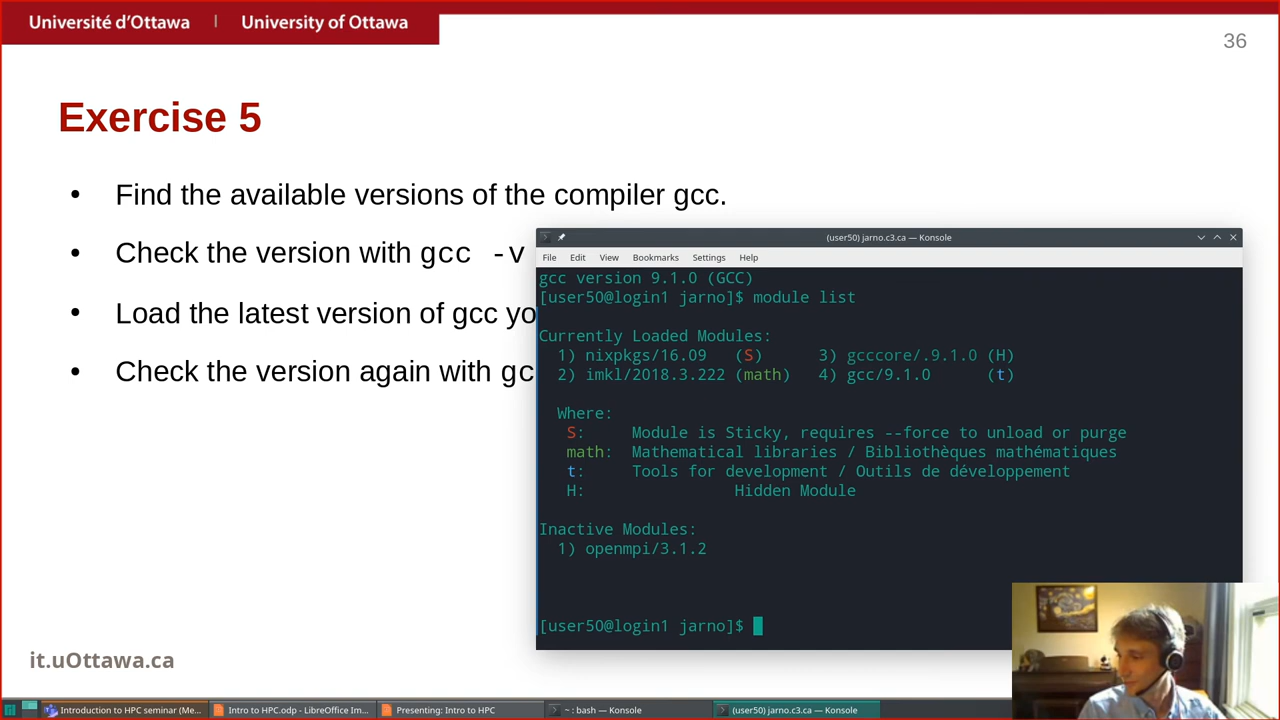 Université d'Ottawa | University of Ottawa
36
Exercise 5
• Find the available versions of the compiler gcc.
• Check the version with gcc -v
• Load the latest version of gcc yo
• Check the version again with gc
(user50) jarno.c3.ca — Konsole
File Edit View Bookmarks Settings Help
gcc version 9.1.0 (GCC)
[user50@login1 jarno]$ module list
Currently Loaded Modules:
1) nixpkgs/16.09 (S) 3) gcccore/.9.1.0 (H)
2) imkl/2018.3.222 (math) 4) gcc/9.1.0 (t)
Where:
S: Module is Sticky, requires --force to unload or purge
math: Mathematical libraries / Bibliothèques mathématiques
t: Tools for development / Outils de développement
H: Hidden Module
Inactive Modules:
1) openmpi/3.1.2
[user50@login1 jarno]$
it.uOttawa.ca
Introduction to HPC seminar (Me... Intro to HPC.odp - LibreOffice Im... Presenting: Intro to HPC ~ : bash — Konsole (user50) jarno.c3.ca — Konsole